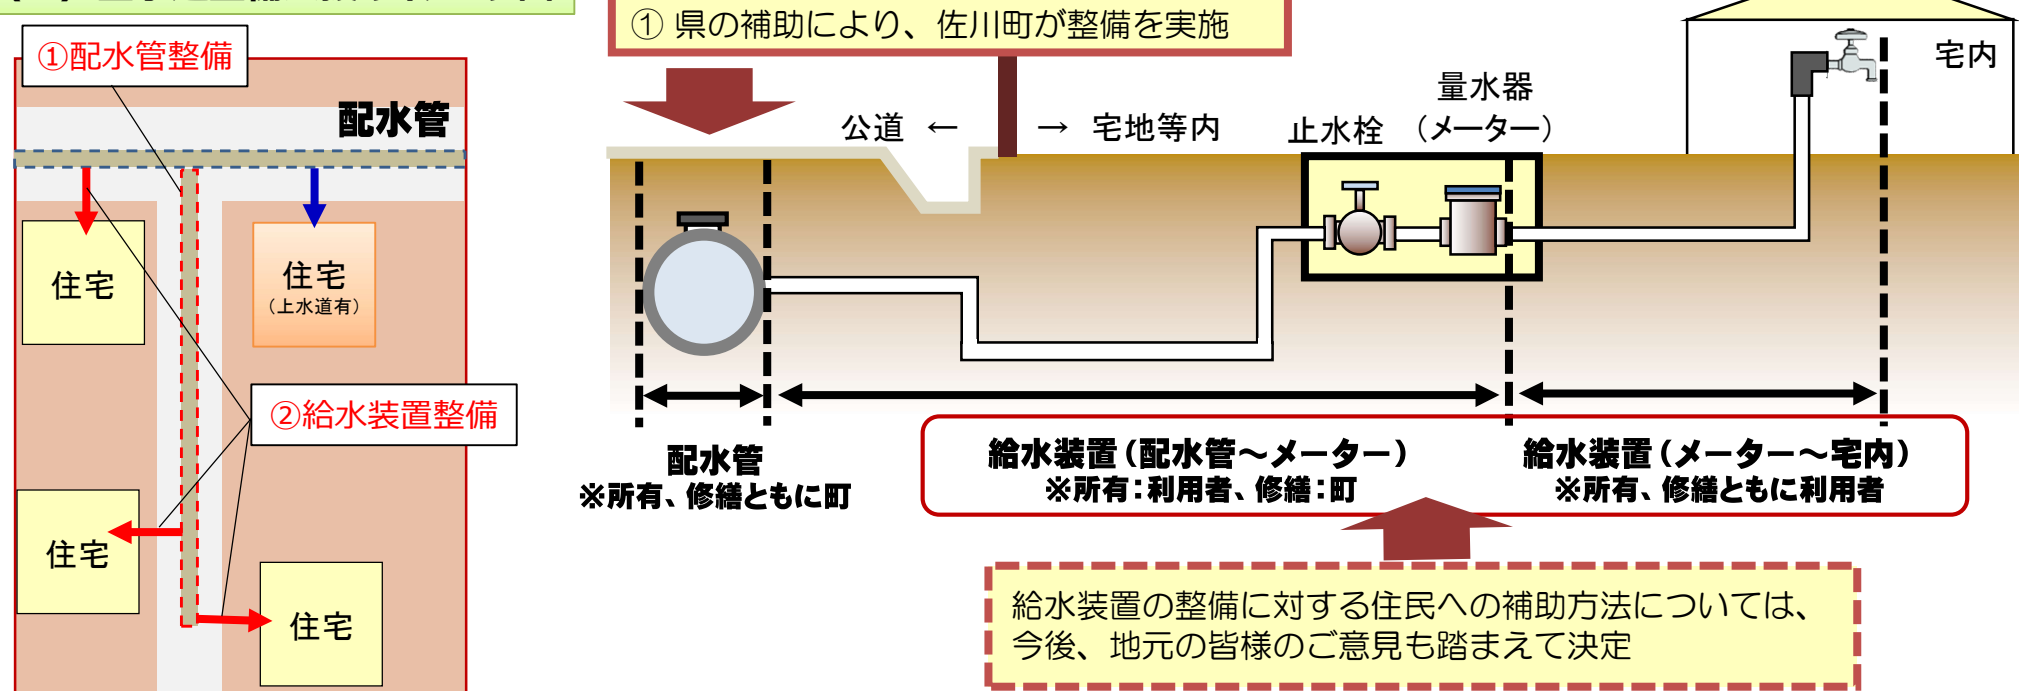 ①配水管整備
配水管
住宅
住宅
(上水道有)
②給水装置整備
住宅
住宅
① 県の補助により、佐川町が整備を実施
公道 ←
→ 宅地等内
止水栓
量水器
(メーター)
宅内
配水管
※所有、修繕ともに町
給水装置(配水管～メーター)
※所有:利用者、修繕:町
給水装置(メーター～宅内)
※所有、修繕ともに利用者
給水装置の整備に対する住民への補助方法については、
今後、地元の皆様のご意見も踏まえて決定